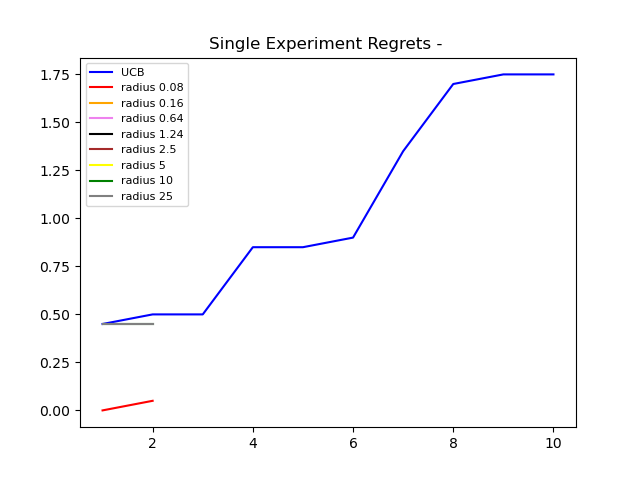 Single Experiment Regrets -
1.75
1.50
1.25
1.00
0.75
0.50
0.25
0.00
UCB
radius 0.08
radius 0.16
radius 0.64
radius 1.24
radius 2.5
radius 5
radius 10
radius 25
2 4 6 8 10